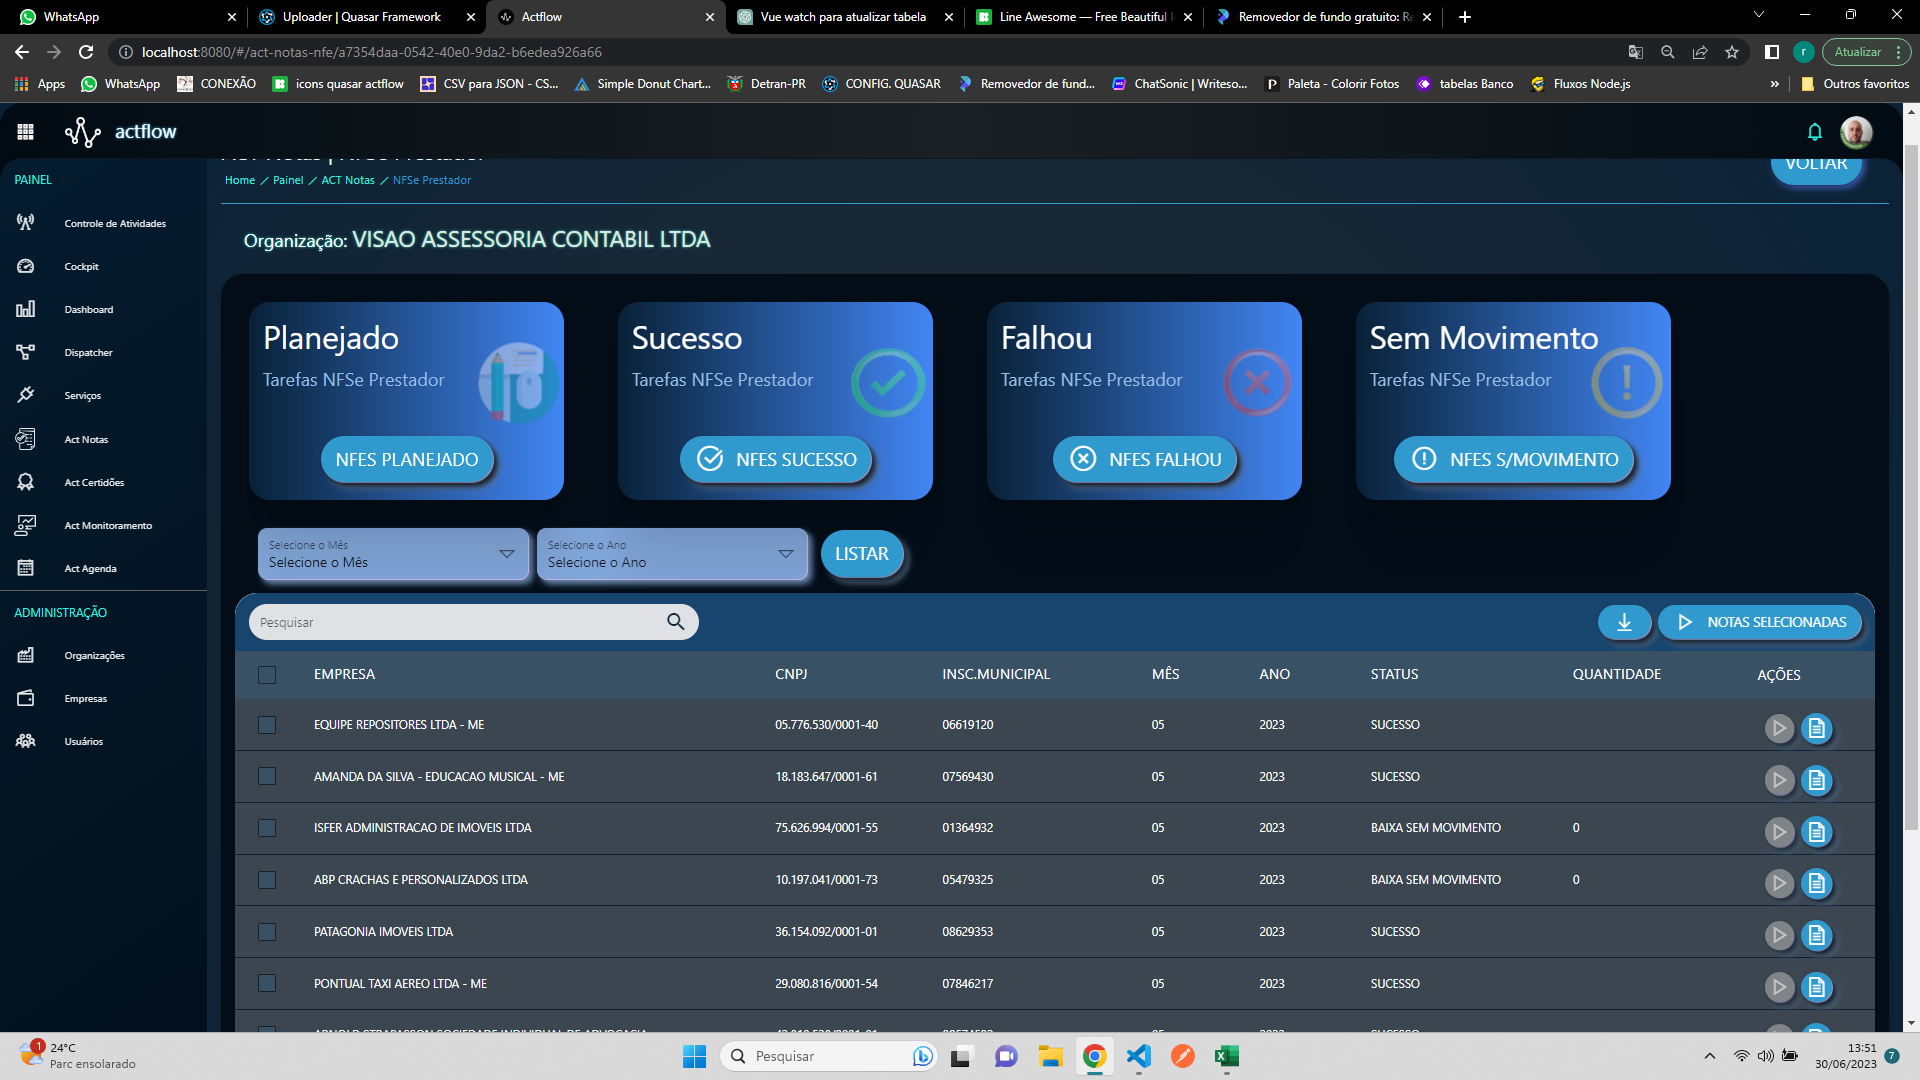 WhatsApp
Uploader | Quasar Framework
Actflow
Vue watch para atualizar tabela
Line Awesome — Free Beautiful
Removedor de fundo gratuito: R
localhost:8080/#/act-notas-nfe/a7354daa-0542-40e0-9da2-b6edea926a66
r
Atualizar
Apps
WhatsApp
CONEXÃO
icons quasar actflow
CSV para JSON - CS...
Simple Donut Chart...
Detran-PR
CONFIG. QUASAR
Removedor de fund...
ChatSonic | Writeso...
Paleta - Colorir Fotos
tabelas Banco
Fluxos Node.js
»
Outros favoritos
actflow
VOLTAR
PAINEL
Controle de Atividades
Cockpit
Dashboard
Dispatcher
Serviços
Act Notas
Act Certidões
Act Monitoramento
Act Agenda
ADMINISTRAÇÃO
Organizações
Empresas
Usuários
Home / Painel / ACT Notas / NFSe Prestador
Organização: VISAO ASSESSORIA CONTABIL LTDA
Planejado
Tarefas NFSe Prestador
NFES PLANEJADO
Sucesso
Tarefas NFSe Prestador
NFES SUCESSO
Falhou
Tarefas NFSe Prestador
NFES FALHOU
Sem Movimento
Tarefas NFSe Prestador
NFES S/MOVIMENTO
Selecione o Mês
Selecione o Mês
Selecione o Ano
Selecione o Ano
LISTAR
Pesquisar
NOTAS SELECIONADAS
EMPRESA CNPJ INSC.MUNICIPAL MÊS ANO STATUS QUANTIDADE AÇÕES
EQUIPE REPOSITORES LTDA - ME 05.776.530/0001-40 06619120 05 2023 SUCESSO
AMANDA DA SILVA - EDUCACAO MUSICAL - ME 18.183.647/0001-61 07569430 05 2023 SUCESSO
ISFER ADMINISTRACAO DE IMOVEIS LTDA 75.626.994/0001-55 01364932 05 2023 BAIXA SEM MOVIMENTO 0
ABP CRACHAS E PERSONALIZADOS LTDA 10.197.041/0001-73 05479325 05 2023 BAIXA SEM MOVIMENTO 0
PATAGONIA IMOVEIS LTDA 36.154.092/0001-01 08629353 05 2023 SUCESSO
PONTUAL TAXI AEREO LTDA - ME 29.080.816/0001-54 07846217 05 2023 SUCESSO
1
24°C
Parc ensolarado
Pesquisar
13:51
30/06/2023
7